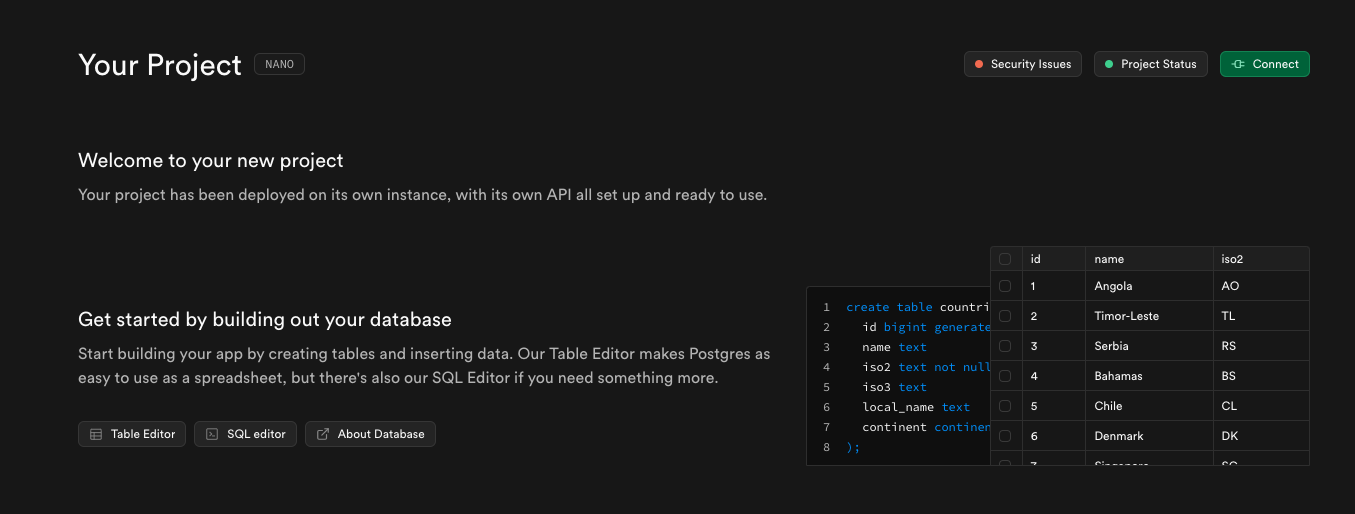 Your Project NANO
Security Issues Project Status Connect
Welcome to your new project
Your project has been deployed on its own instance, with its own API all set up and ready to use.
Get started by building out your database
Start building your app by creating tables and inserting data. Our Table Editor makes Postgres as
easy to use as a spreadsheet, but there's also our SQL Editor if you need something more.
Table Editor SQL editor About Database
1 create table countri
2 id bigint generate
3 name text
4 iso2 text not null
5 iso3 text
6 local_name text
7 continent continen
8 );
id name iso2
1 Angola AO
2 Timor-Leste TL
3 Serbia RS
4 Bahamas BS
5 Chile CL
6 Denmark DK
7 Singapore SG